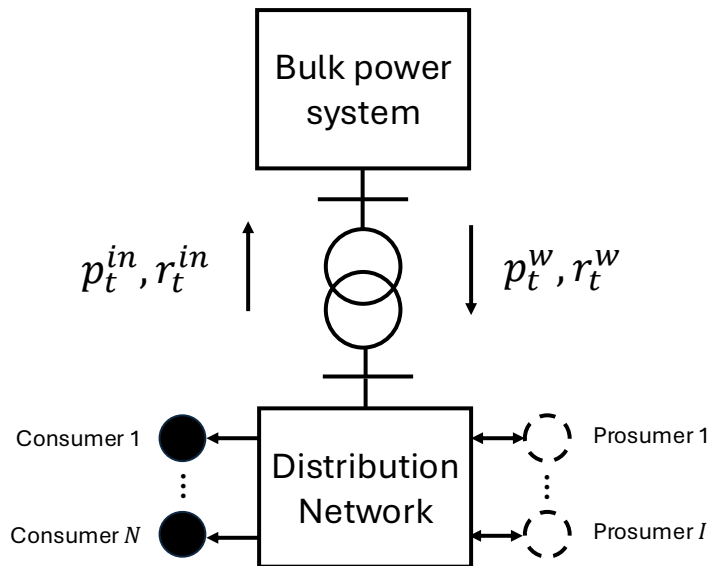 Bulk power
system
$p_t^{in}, r_t^{in}$
$p_t^{w}, r_t^{w}$
Consumer 1
Distribution
Network
Prosumer 1
⋮
⋮
Consumer N
Prosumer I